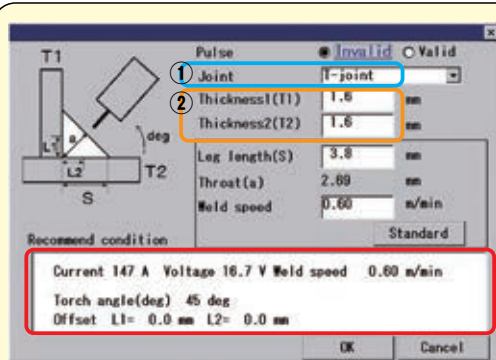 Pulse Invalid Valid
① Joint T-joint
② Thickness1(T1) 1.6 mm
Thickness2(T2) 1.6 mm
Leg length(S) 3.8 mm
Throat(a) 2.69 mm
Weld speed 0.60 m/min
Standard
T1
a
L1
deg
L2
T2
S
Recommend condition
Current 147 A Voltage 16.7 V Weld speed 0.60 m/min
Torch angle(deg) 45 deg
Offset L1= 0.0 mm L2= 0.0 mm
OK Cancel